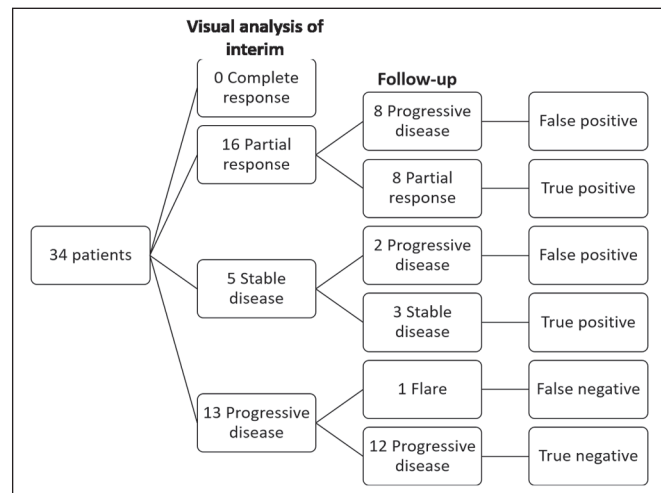 Visual analysis of
interim
0 Complete
response
Follow-up
8 Progressive
disease
False positive
16 Partial
response
8 Partial
response
True positive
34 patients
2 Progressive
disease
False positive
5 Stable
disease
3 Stable
disease
True positive
1 Flare
False negative
13 Progressive
disease
12 Progressive
disease
True negative